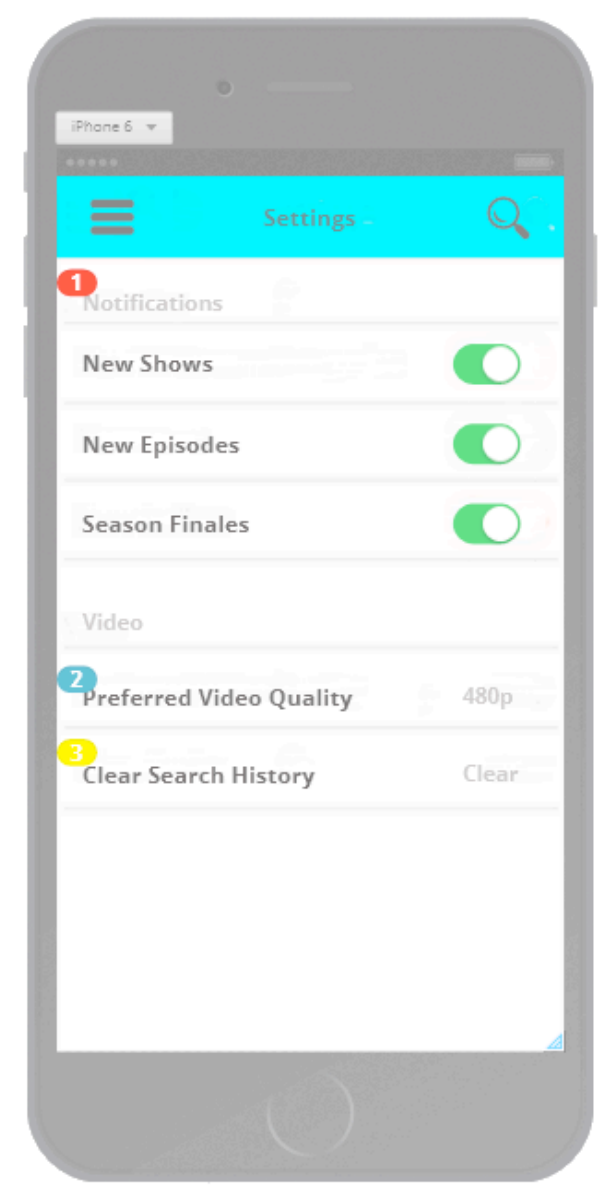 iPhone 6
Settings
1
Notifications
New Shows
New Episodes
Season Finales
Video
2
Preferred Video Quality 480p
3
Clear Search History Clear